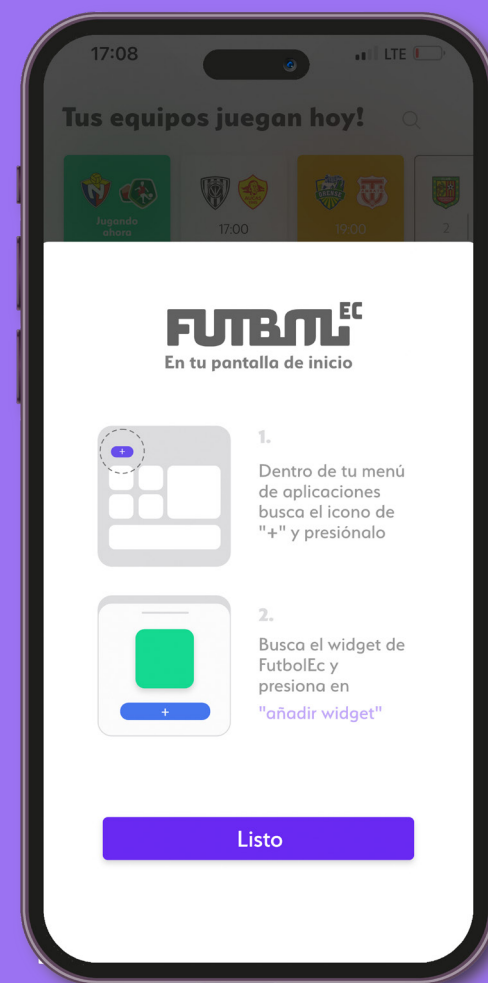 17:08
LTE
Tus equipos juegan hoy!
Jugando
ahora
17:00
19:00
2
FUTBOL EC
En tu pantalla de inicio
+
1.
Dentro de tu menú
de aplicaciones
busca el icono de
"+" y presiónalo
+
2.
Busca el widget de
FutbolEc y
presiona en
"añadir widget"
Listo